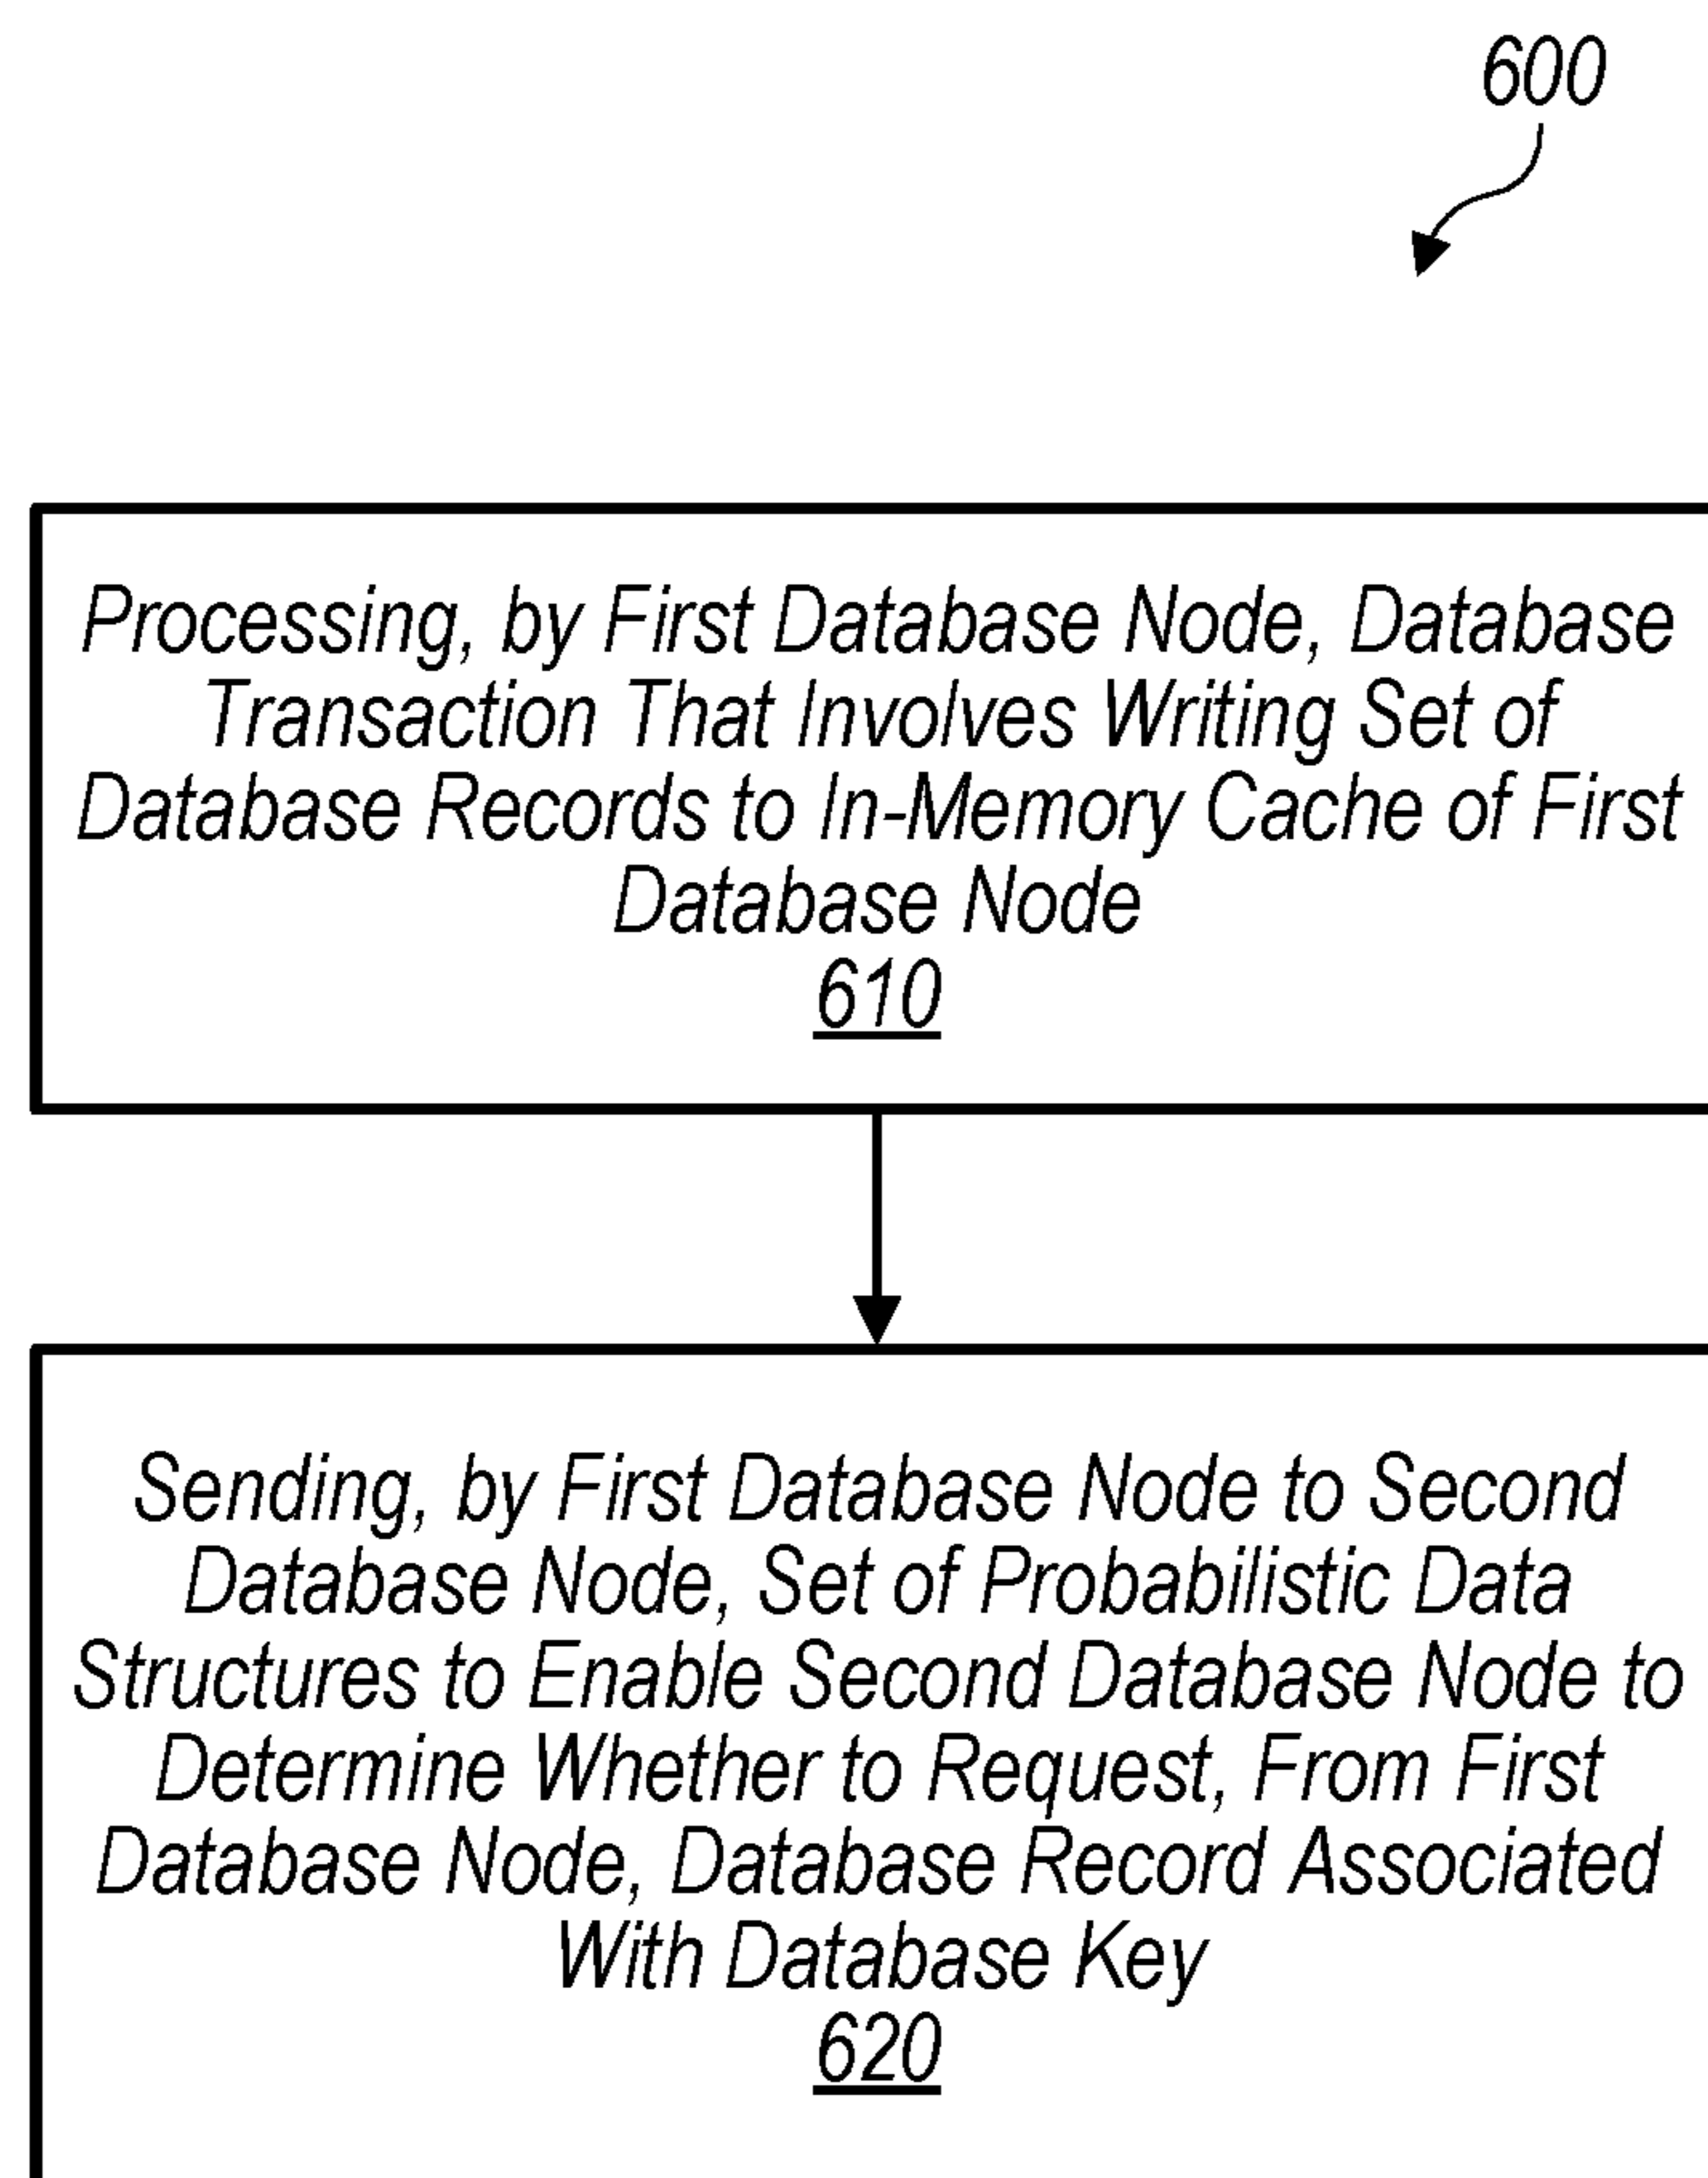 600
Processing, by First Database Node, Database
Transaction That Involves Writing Set of
Database Records to In-Memory Cache of First
Database Node
610
Sending, by First Database Node to Second
Database Node, Set of Probabilistic Data
Structures to Enable Second Database Node to
Determine Whether to Request, From First
Database Node, Database Record Associated
With Database Key
620